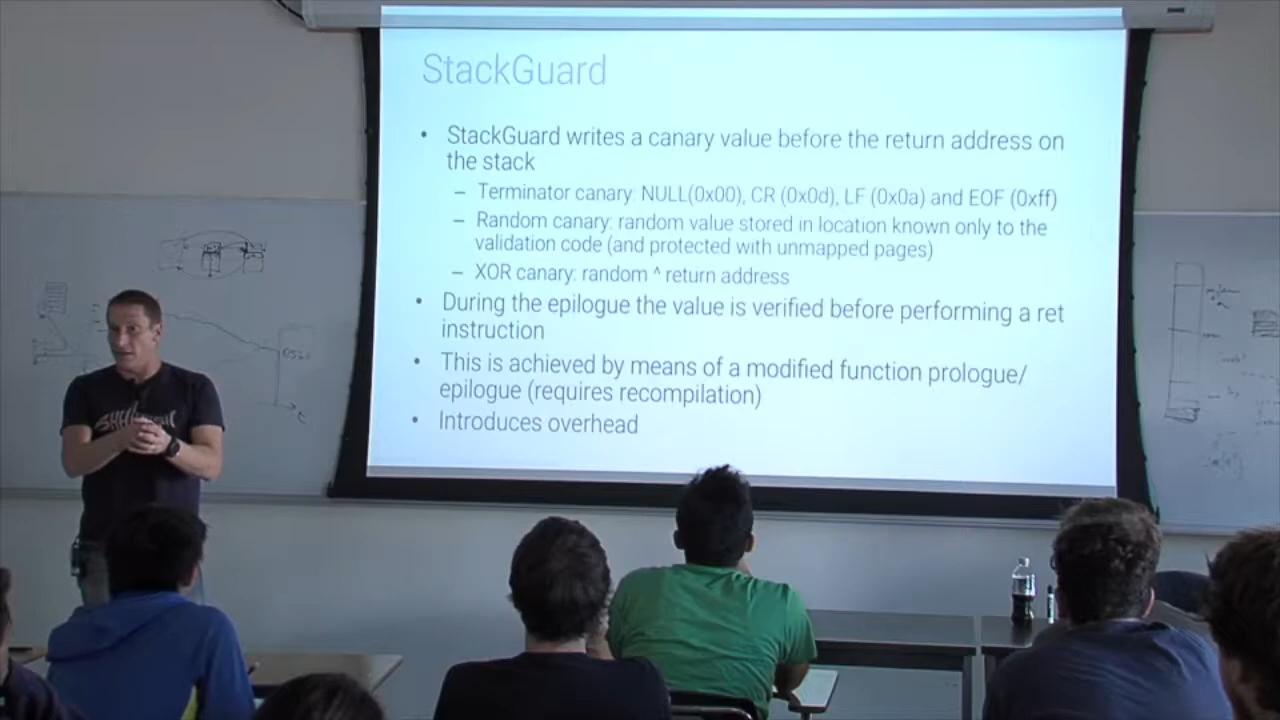 StackGuard
• StackGuard writes a canary value before the return address on
the stack
– Terminator canary: NULL(0x00), CR (0x0d), LF (0x0a) and EOF (0xff)
– Random canary: random value stored in location known only to the
validation code (and protected with unmapped pages)
– XOR canary: random ^ return address
• During the epilogue the value is verified before performing a ret
instruction
• This is achieved by means of a modified function prologue/
epilogue (requires recompilation)
• Introduces overhead